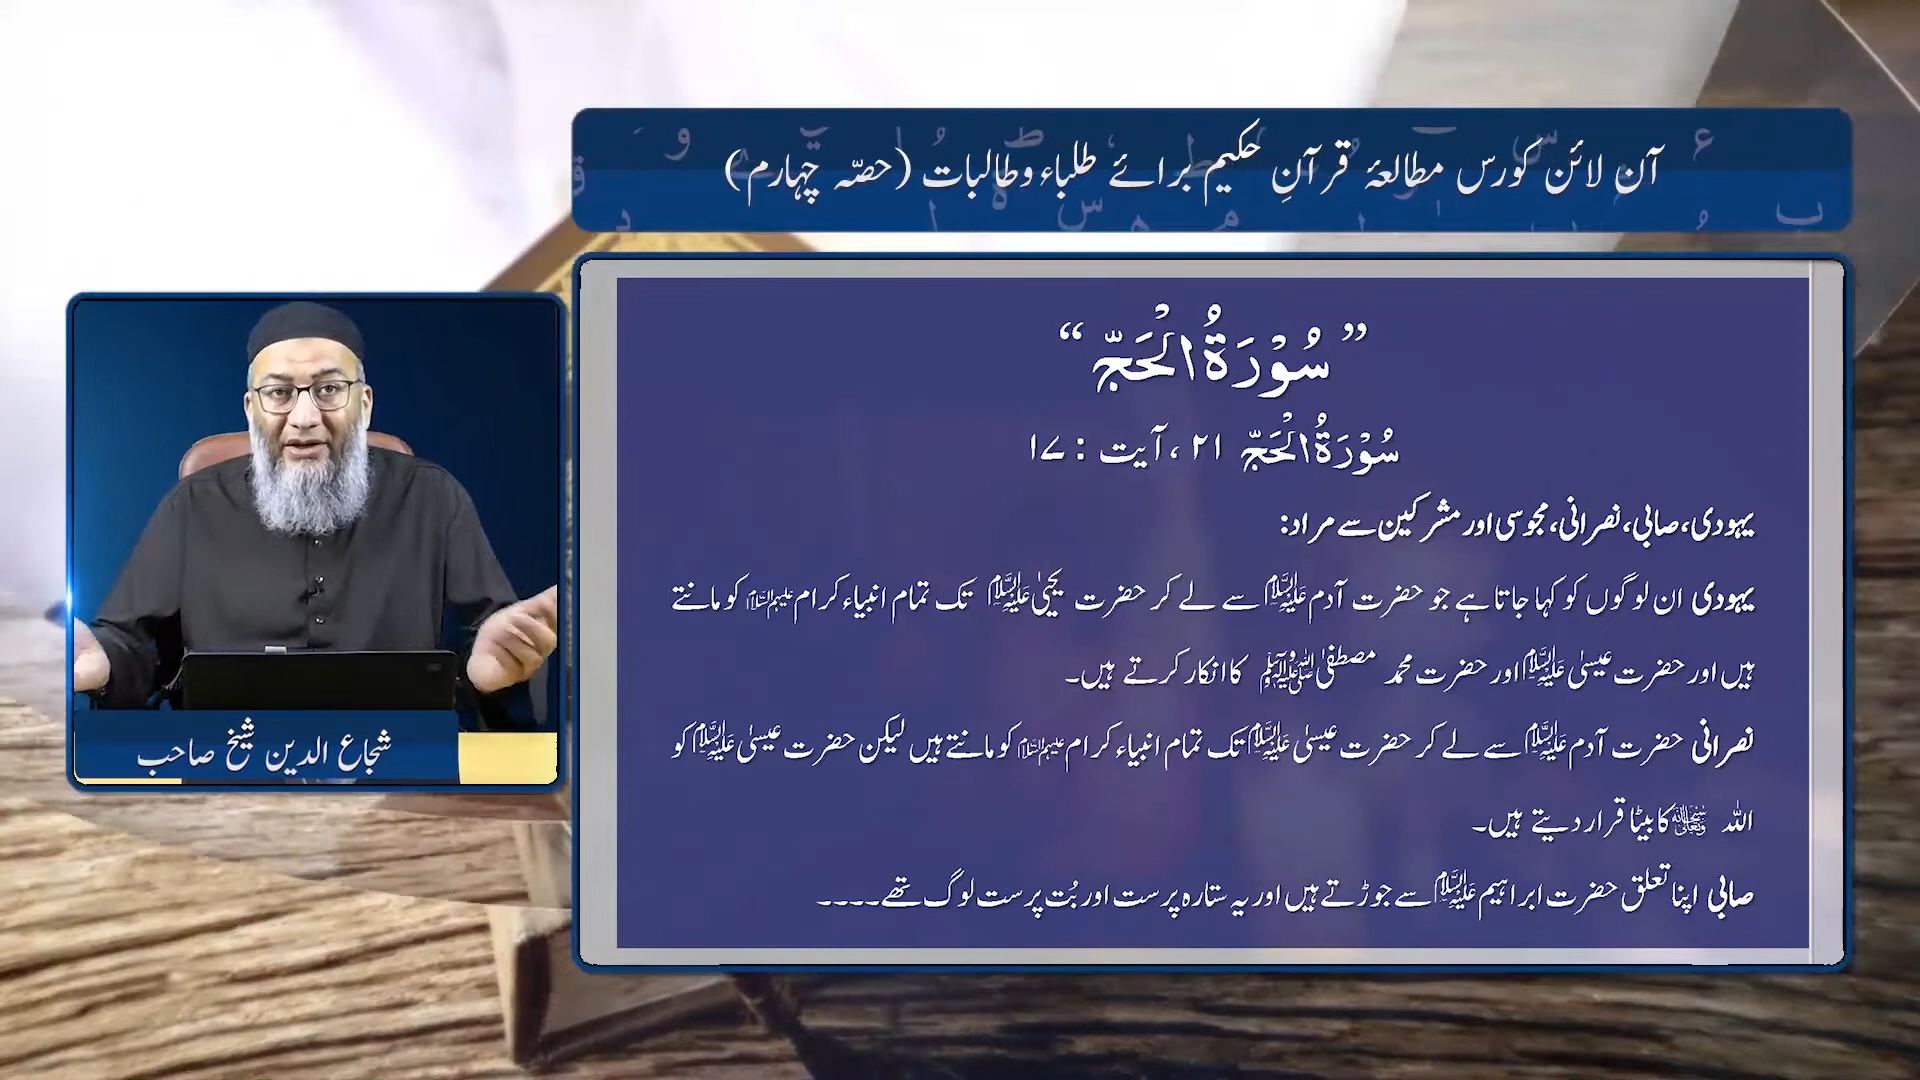 آن لائن کورس مطالعۂ قرآنِ حکیم برائے طلباء وطالبات (حصّہ چہارم)
”سُوْرَۃُ الْحَجّ“
سُوْرَۃُ الْحَجّ ۲۱ ، آیت : ۱۷
یہودی، صابی، نصرانی، مجوسی اور مشرکین سے مراد:
یہودی ان لوگوں کو کہا جاتا ہے جو حضرت آدم علیہ السلام سے لے کر حضرت یحییٰ علیہ السلام تک تمام انبیاء کرام علیہم السلام کو مانتے
ہیں اور حضرت عیسیٰ علیہ السلام اور حضرت محمد مصطفیٰ ﷺ کا انکار کرتے ہیں۔
نصرانی حضرت آدم علیہ السلام سے لے کر حضرت عیسیٰ علیہ السلام تک تمام انبیاء کرام علیہم السلام کو مانتے ہیں لیکن حضرت عیسیٰ علیہ السلام کو
اللہ سبحانہ وتعالیٰ کا بیٹا قرار دیتے ہیں۔
صابی اپنا تعلق حضرت ابراہیم علیہ السلام سے جوڑتے ہیں اور یہ ستارہ پرست اور بُت پرست لوگ تھے۔۔۔۔
شجاع الدین شیخ صاحب